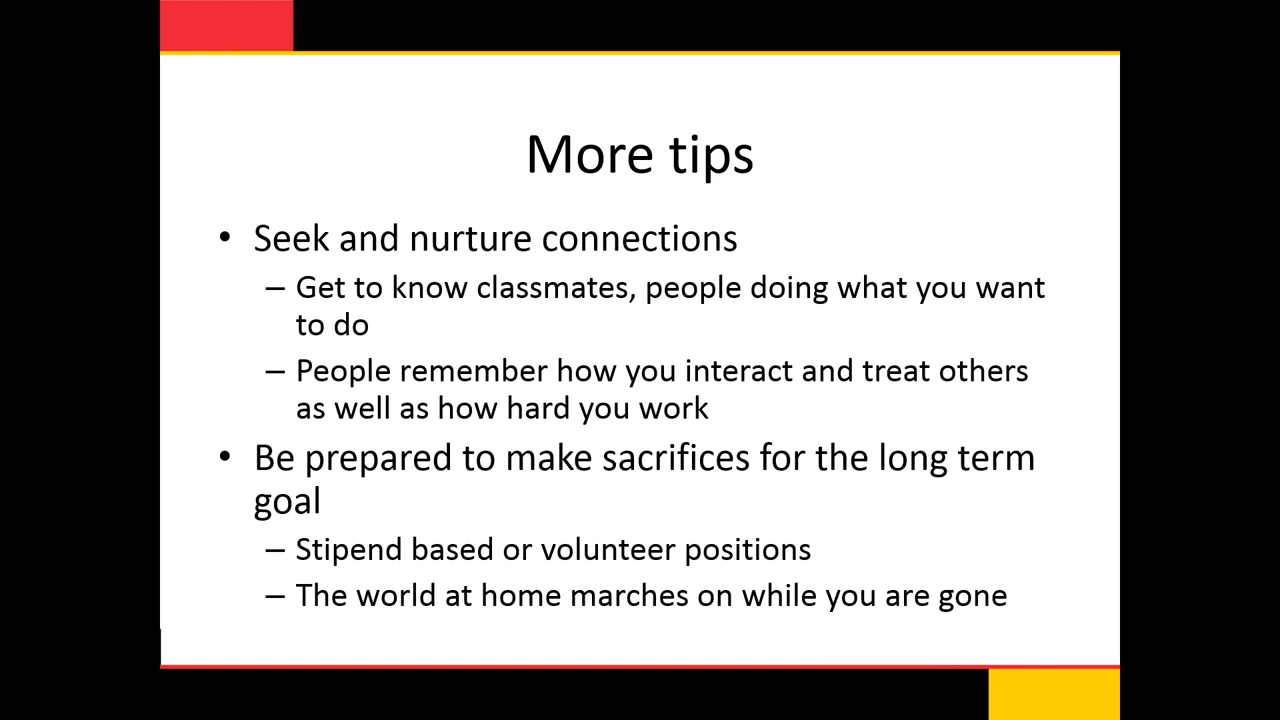 More tips
• Seek and nurture connections
– Get to know classmates, people doing what you want
to do
– People remember how you interact and treat others
as well as how hard you work
• Be prepared to make sacrifices for the long term
goal
– Stipend based or volunteer positions
– The world at home marches on while you are gone